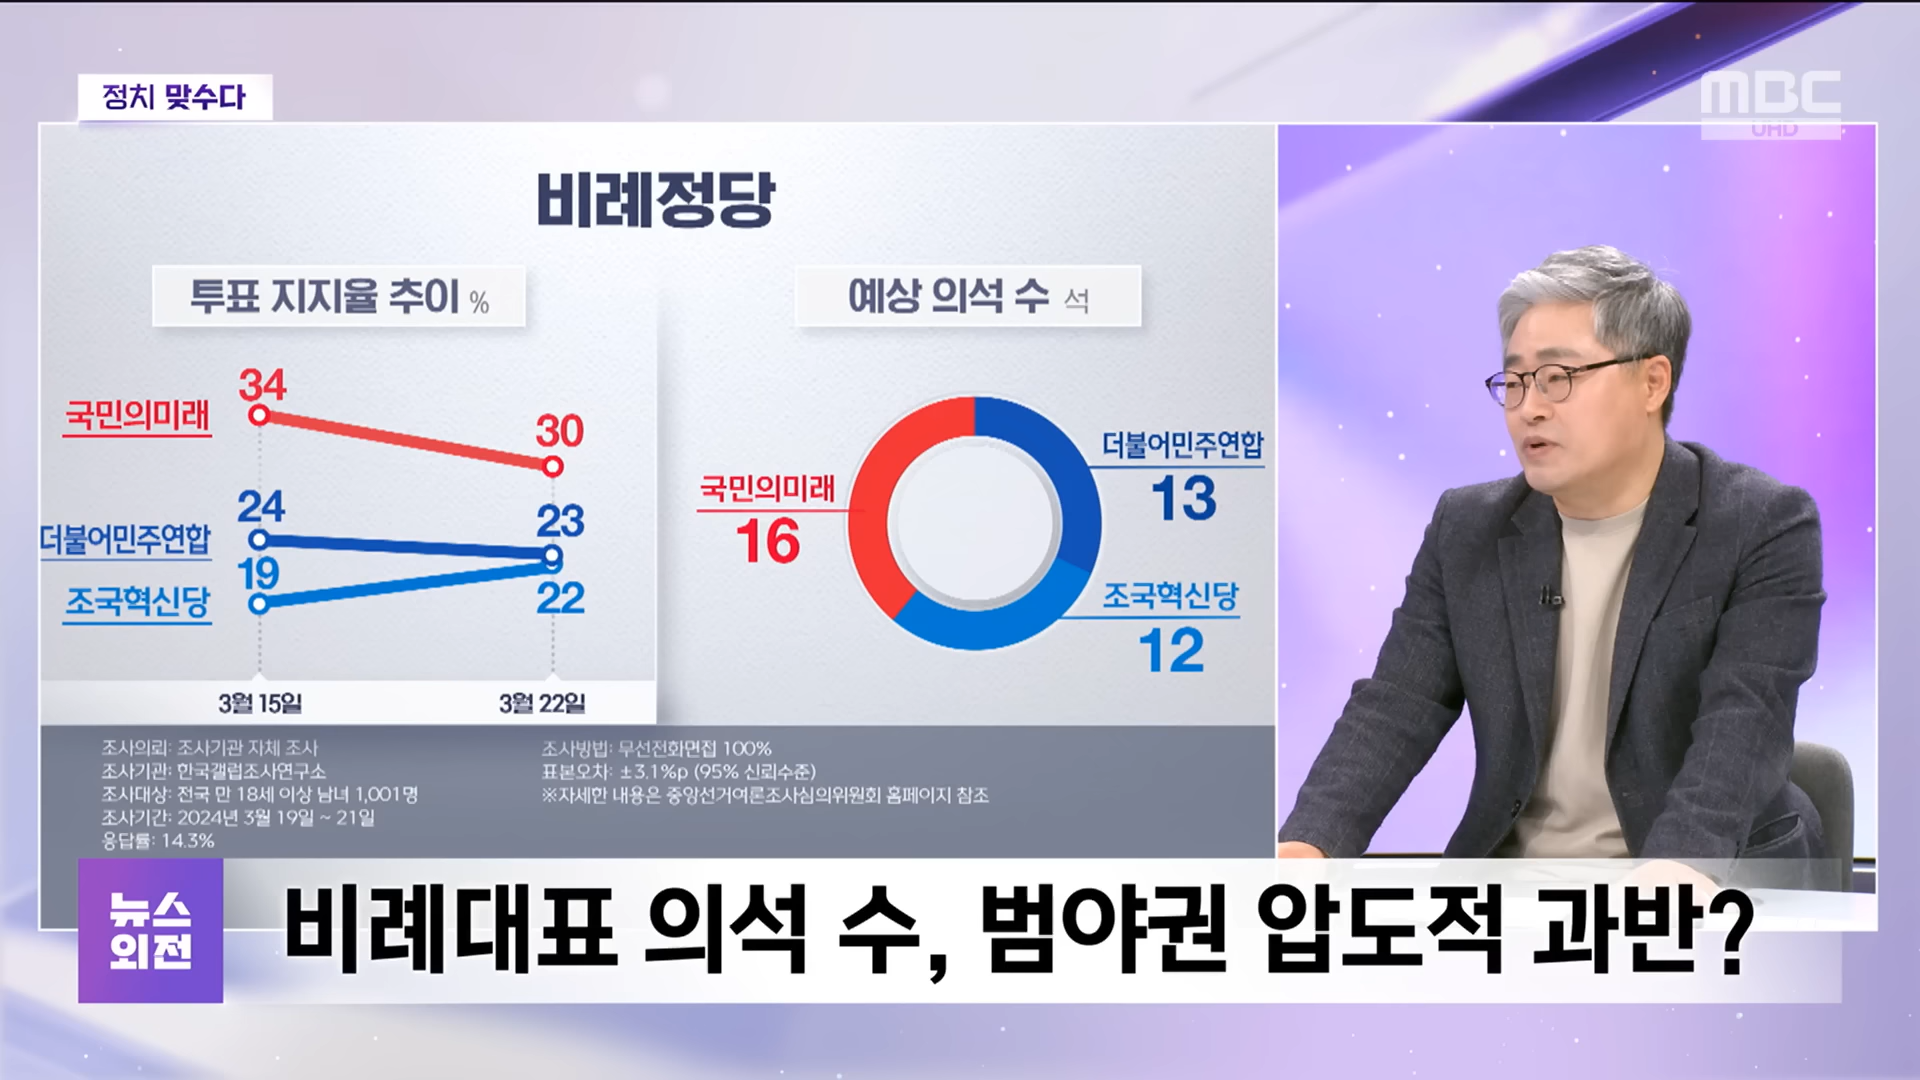 정치 맞수다
MBC
UHD
비례정당
투표 지지율 추이 %
국민의미래
34
30
더불어민주연합
24
23
조국혁신당
19
22
3월 15일
3월 22일
예상 의석 수 석
국민의미래
16
더불어민주연합
13
조국혁신당
12
조사의뢰: 조사기관 자체 조사
조사기관: 한국갤럽조사연구소
조사대상: 전국 만 18세 이상 남녀 1,001명
조사기간: 2024년 3월 19일 ~ 21일
응답률: 14.3%
조사방법: 무선전화면접 100%
표본오차: ±3.1%p (95% 신뢰수준)
※자세한 내용은 중앙선거여론조사심의위원회 홈페이지 참조
뉴스
외전
비례대표 의석 수, 범야권 압도적 과반?